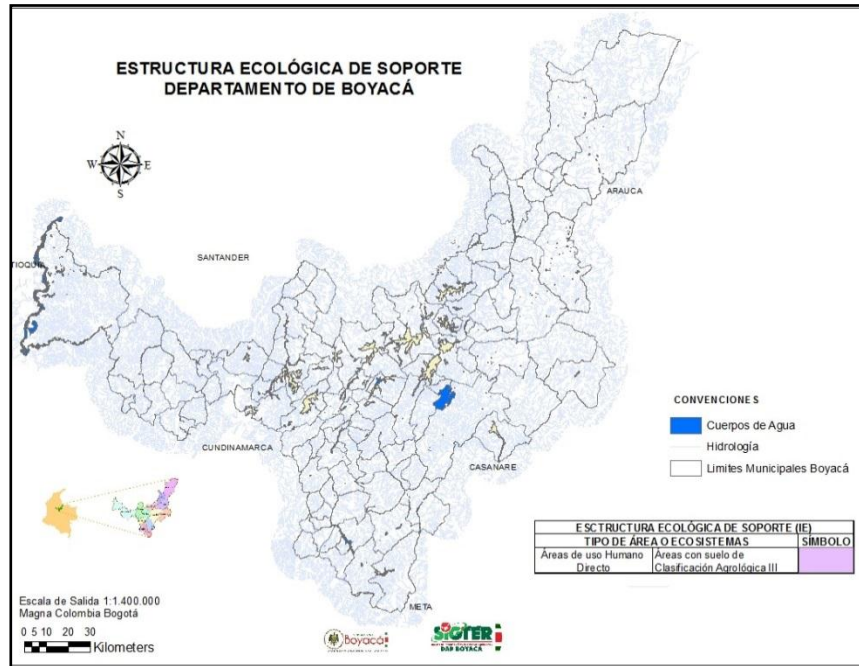 ESTRUCTURA ECOLÓGICA DE SOPORTE
DEPARTAMENTO DE BOYACÁ
N
W E
S
ARAUCA
SANTANDER
TIOQUI
CUNDINAMARCA
CASANARE
META
CONVENCIONES
Cuerpos de Agua
Hidrología
Limites Municipales Boyacá
ESCTRUCTURA ECOLÓGICA DE SOPORTE (IE)
TIPO DE ÁREA O ECOSISTEMAS SÍMBOLO
Áreas de uso Humano Directo
Áreas con suelo de Clasificación Agrológica III
Escala de Salida 1:1.400.000
Magna Colombia Bogotá
0 5 10 20 30
Kilometers
Boyacá
SIGTER
DAP BOYACÁ